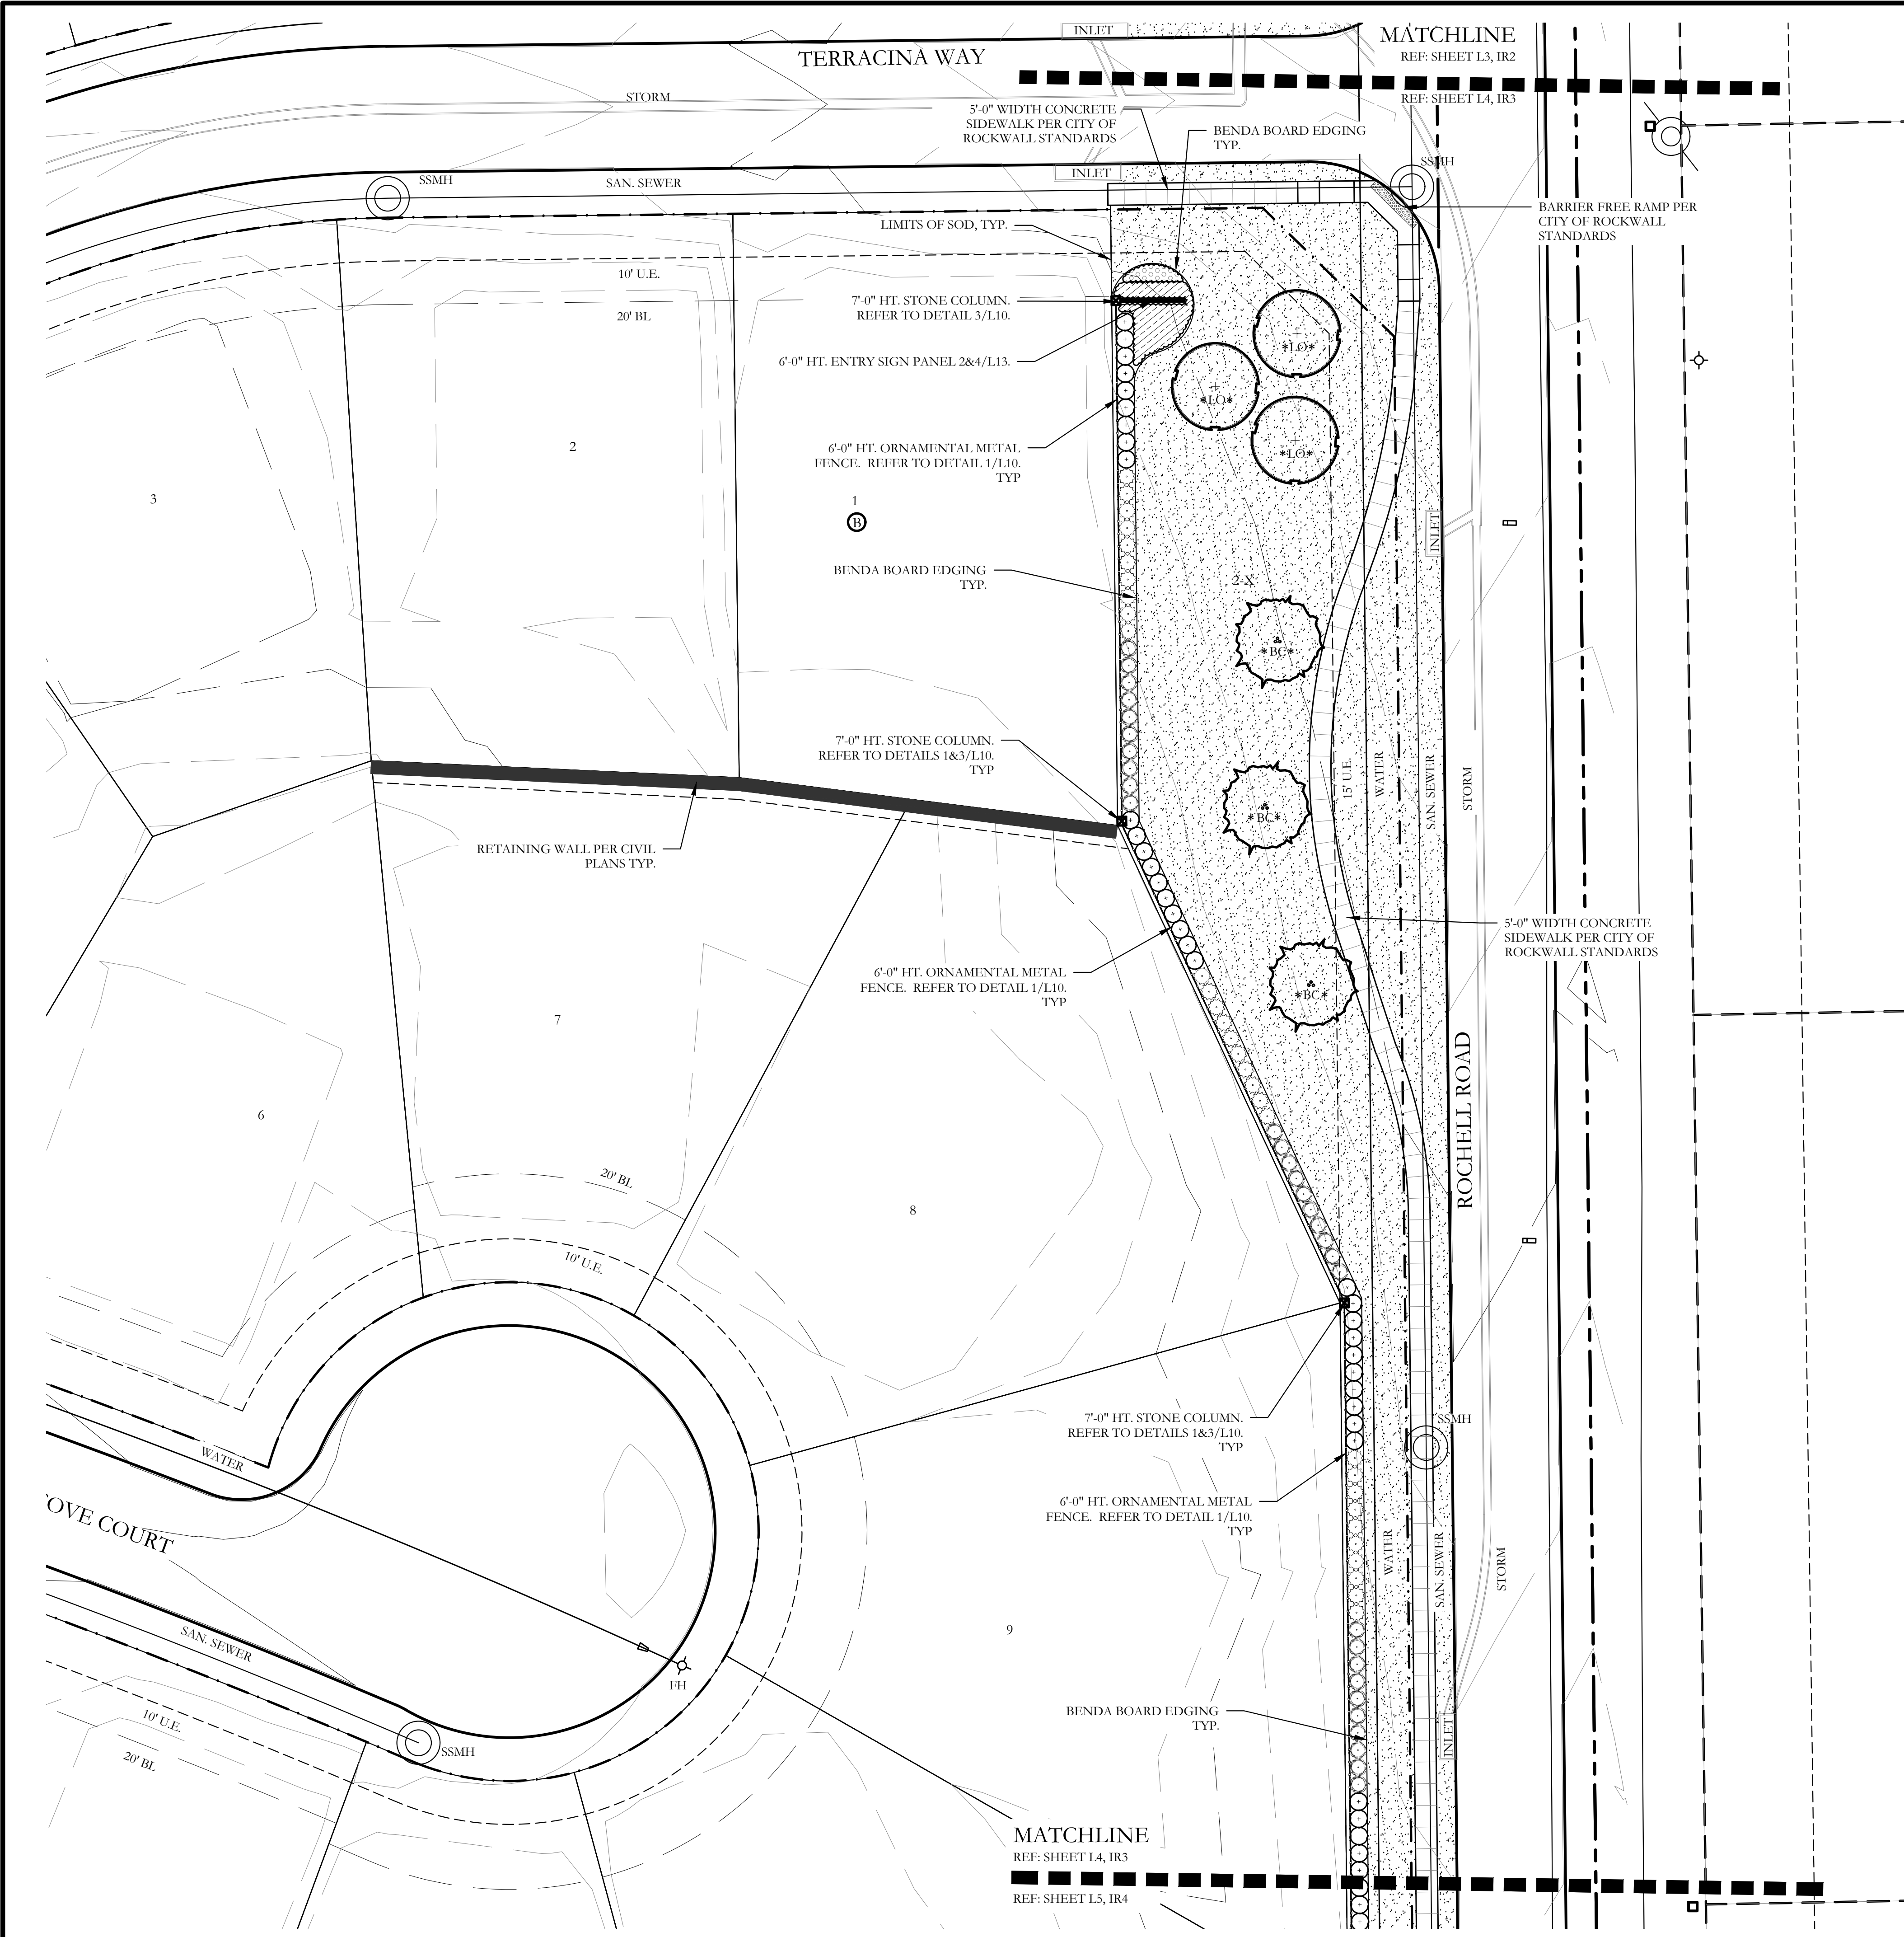 INLET
MATCHLINE
REF: SHEET L3, IR2
TERRACINA WAY
STORM
REF: SHEET L4, IR3
5'-0" WIDTH CONCRETE
SIDEWALK PER CITY OF
ROCKWALL STANDARDS
BENDA BOARD EDGING
TYP.
SSMH
INLET
SSMH
SAN. SEWER
BARRIER FREE RAMP PER
CITY OF ROCKWALL
STANDARDS
LIMITS OF SOD, TYP.
10' U.E.
7'-0" HT. STONE COLUMN.
REFER TO DETAIL 3/L10.
20' BL
*LO*
6'-0" HT. ENTRY SIGN PANEL 2&4/L13.
*LO*
6'-0" HT. ORNAMENTAL METAL
FENCE. REFER TO DETAIL 1/L10.
TYP
*LO*
2
3
1
B
INLET
BENDA BOARD EDGING
TYP.
2-X
*BC*
7'-0" HT. STONE COLUMN.
REFER TO DETAILS 1&3/L10.
TYP
15' U.E.
WATER
SAN. SEWER
STORM
*BC*
RETAINING WALL PER CIVIL
PLANS TYP.
5'-0" WIDTH CONCRETE
SIDEWALK PER CITY OF
ROCKWALL STANDARDS
6'-0" HT. ORNAMENTAL METAL
FENCE. REFER TO DETAIL 1/L10.
TYP
*BC*
7
6
ROCHELL ROAD
20' BL
8
10' U.E.
7'-0" HT. STONE COLUMN.
REFER TO DETAILS 1&3/L10.
TYP
SSMH
WATER
6'-0" HT. ORNAMENTAL METAL
FENCE. REFER TO DETAIL 1/L10.
TYP
OVE COURT
WATER
SAN. SEWER
STORM
9
SAN. SEWER
FH
BENDA BOARD EDGING
TYP.
INLET
10' U.E.
20' BL
SSMH
MATCHLINE
REF: SHEET L4, IR3
REF: SHEET L5, IR4